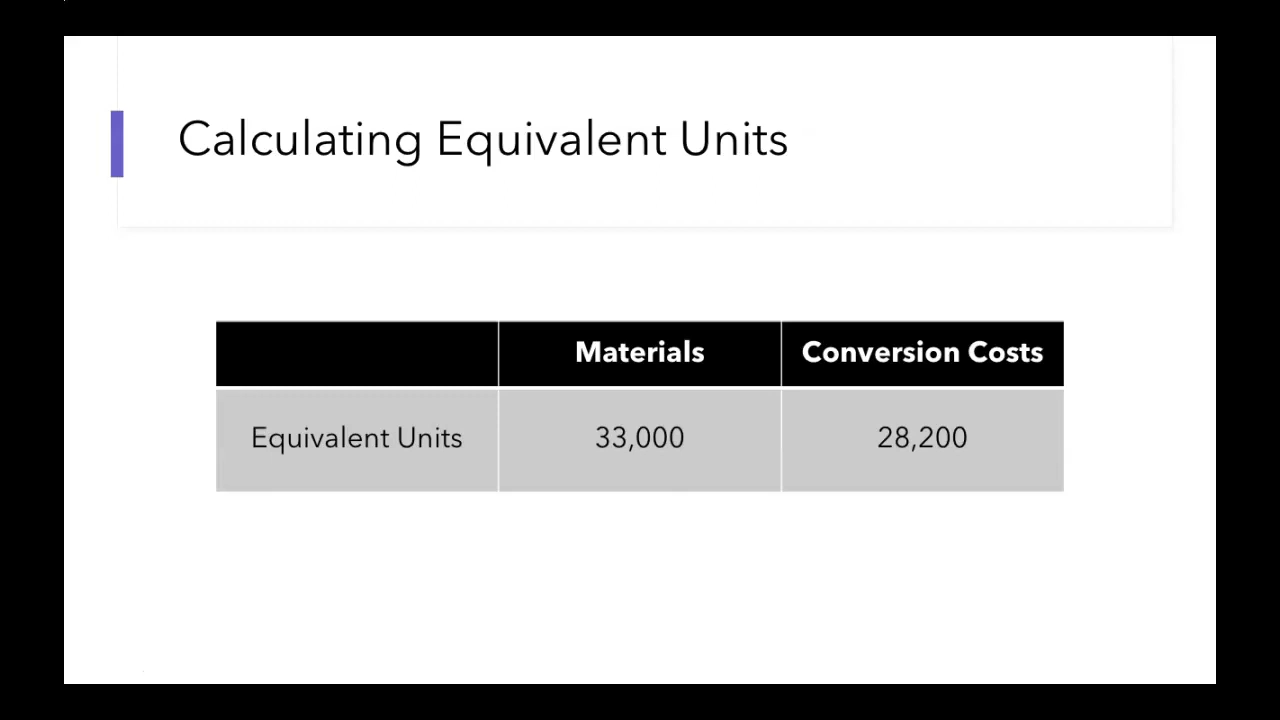 Calculating Equivalent Units
Materials Conversion Costs
Equivalent Units 33,000 28,200